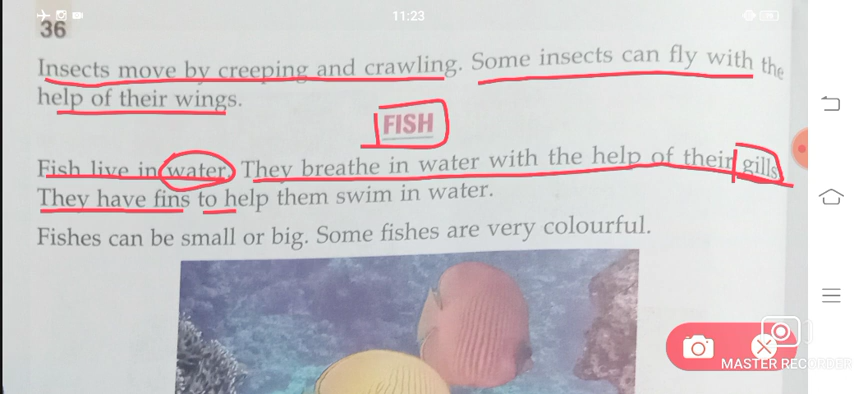 11:23
36
Insects move by creeping and crawling. Some insects can fly with the
help of their wings.
FISH
Fish live in water. They breathe in water with the help of their gills.
They have fins to help them swim in water.
Fishes can be small or big. Some fishes are very colourful.
MASTER RECORDER